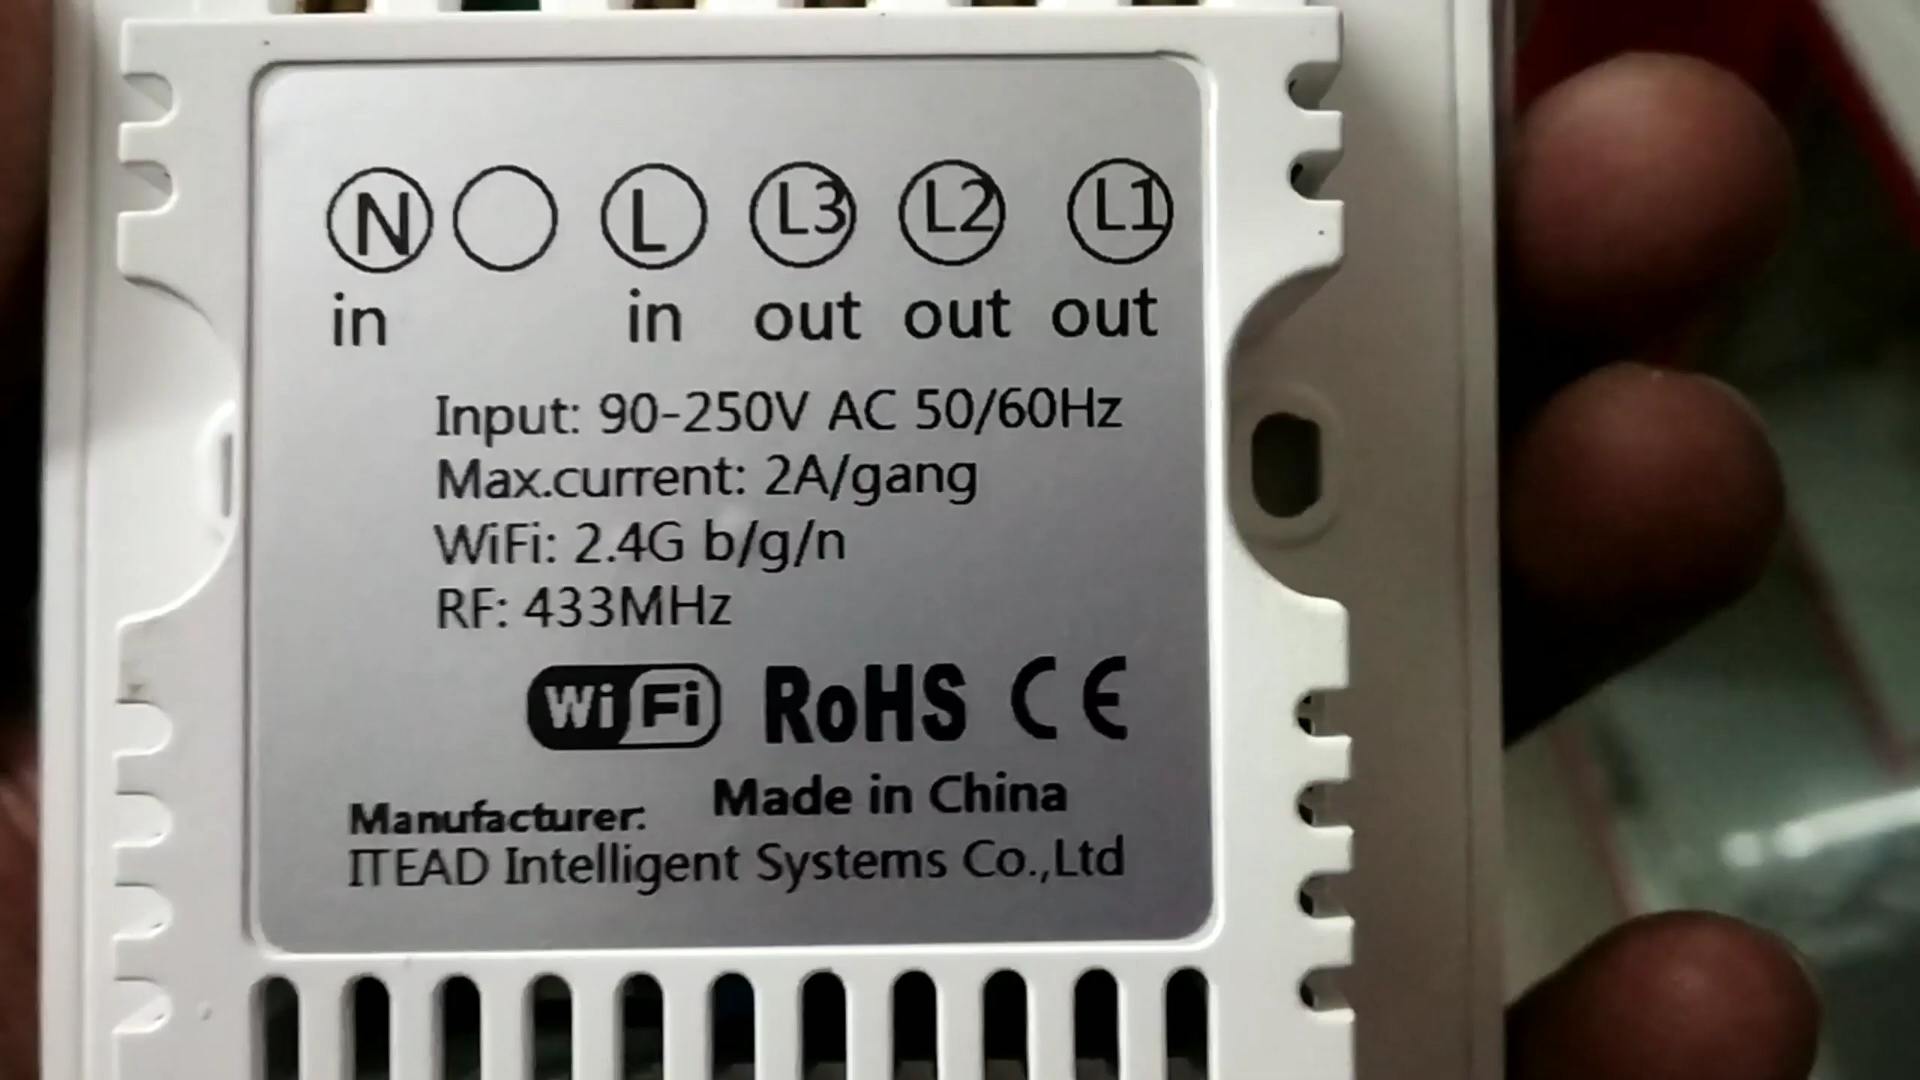 N L L3 L2 L1
in in out out out
Input: 90-250V AC 50/60Hz
Max.current: 2A/gang
WiFi: 2.4G b/g/n
RF: 433MHz
WiFi RoHS CE
Made in China
Manufacturer:
ITEAD Intelligent Systems Co.,Ltd